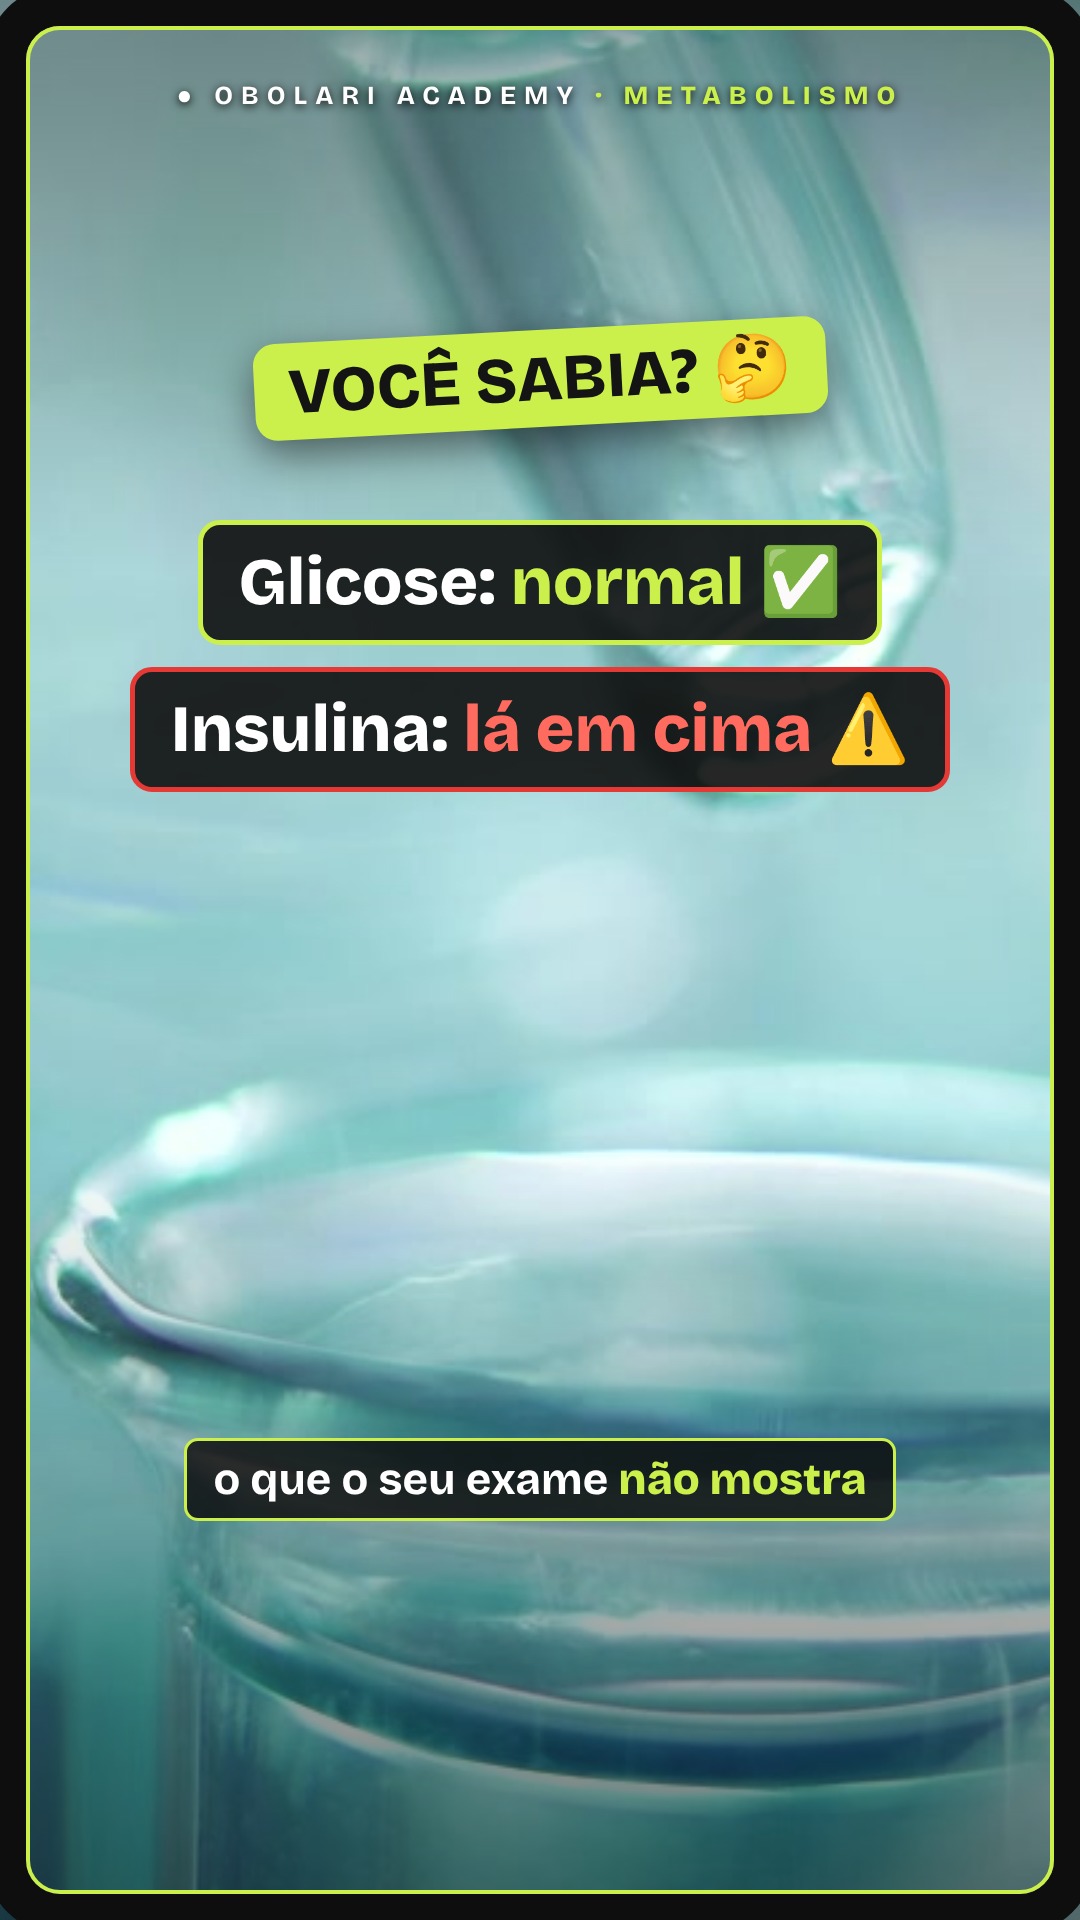 • OBOLARI ACADEMY · METABOLISMO
VOCÊ SABIA? 🤔
Glicose: normal ✅
Insulina: lá em cima ⚠️
o que o seu exame não mostra